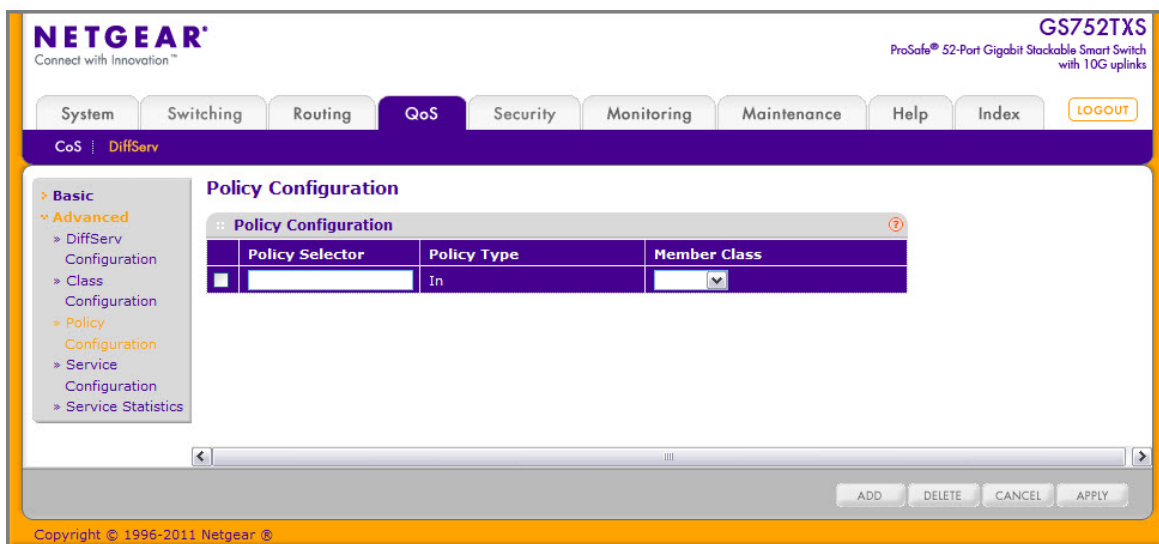 NETGEAR®
Connect with Innovation™
GS752TXS
ProSafe® 52-Port Gigabit Stackable Smart Switch
with 10G uplinks
System Switching Routing QoS Security Monitoring Maintenance Help Index LOGOUT
CoS DiffServ
Basic
Advanced
» DiffServ
Configuration
» Class
Configuration
» Policy
Configuration
» Service
Configuration
» Service Statistics
Policy Configuration
Policy Configuration ?
Policy Selector Policy Type Member Class
In
ADD DELETE CANCEL APPLY
Copyright © 1996-2011 Netgear ®